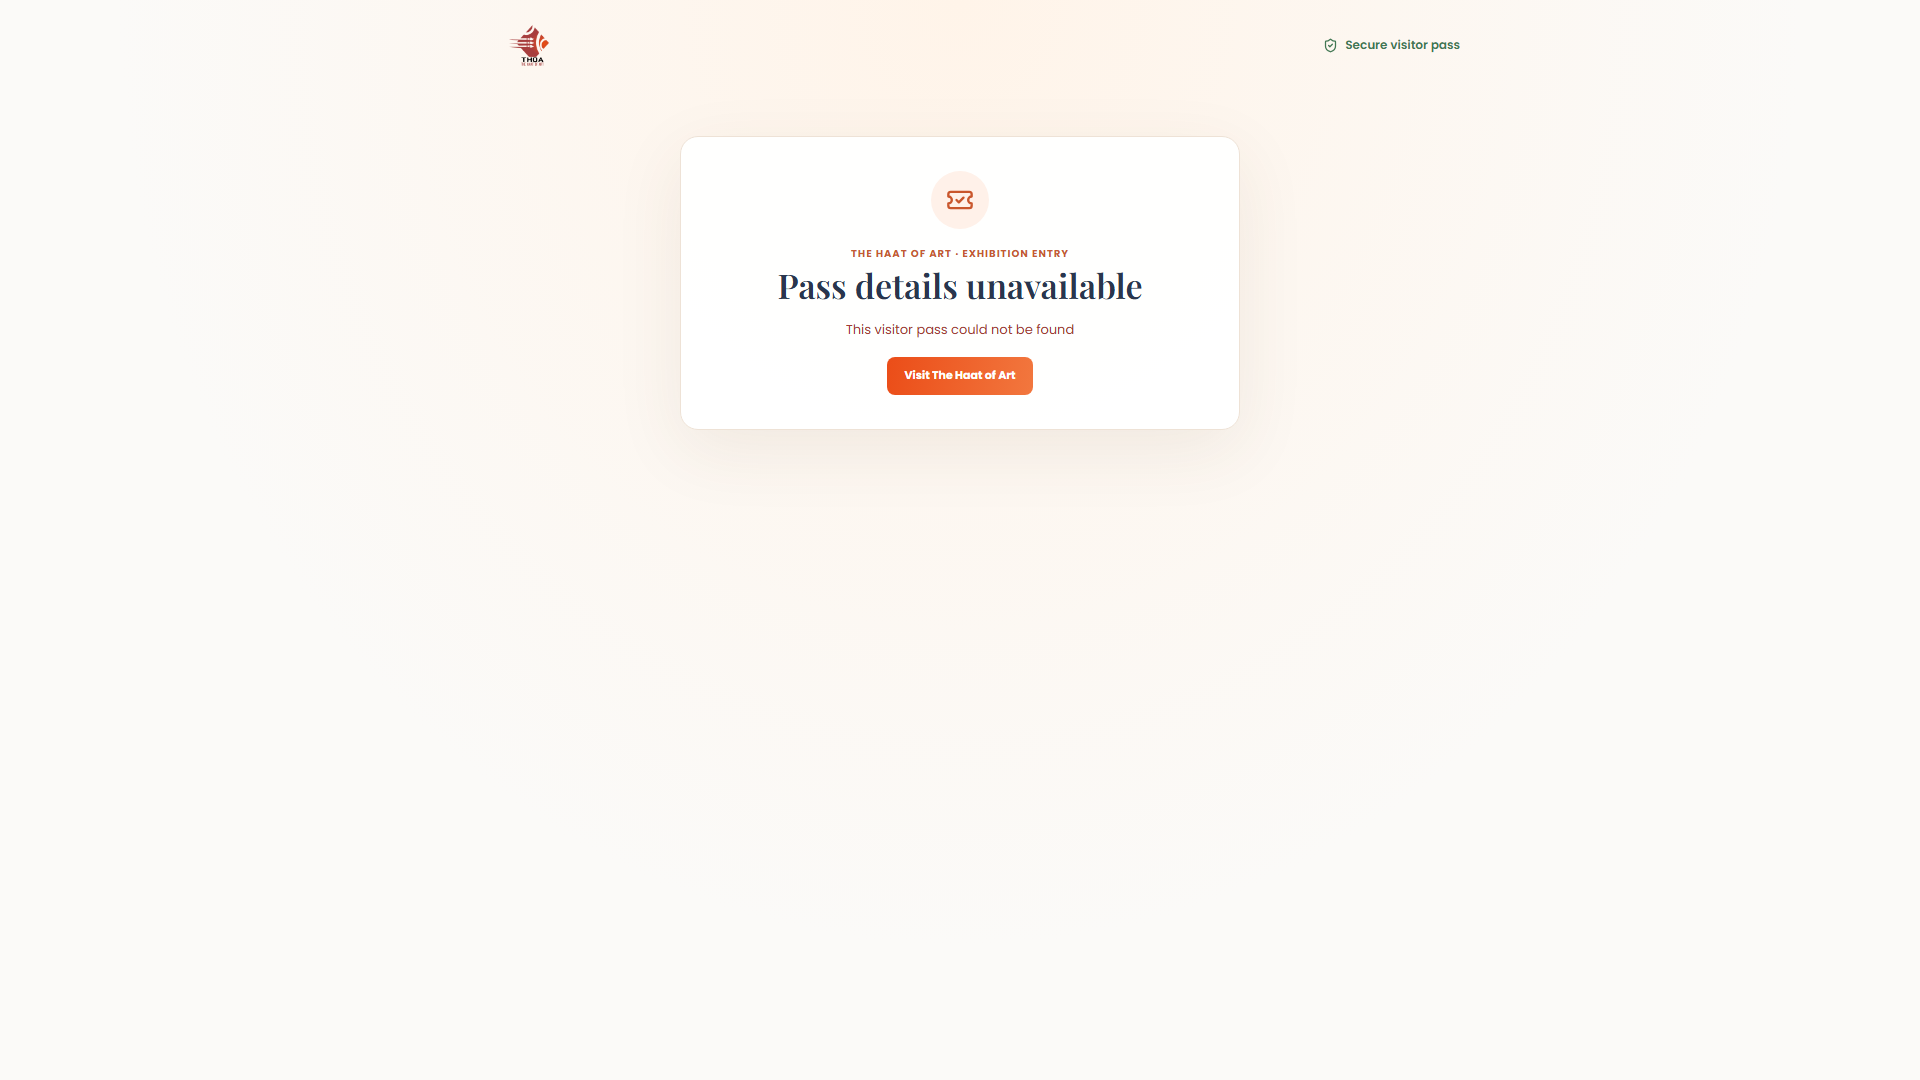 THOA
Secure visitor pass
THE HAAT OF ART · EXHIBITION ENTRY
Pass details unavailable
This visitor pass could not be found
Visit The Haat of Art